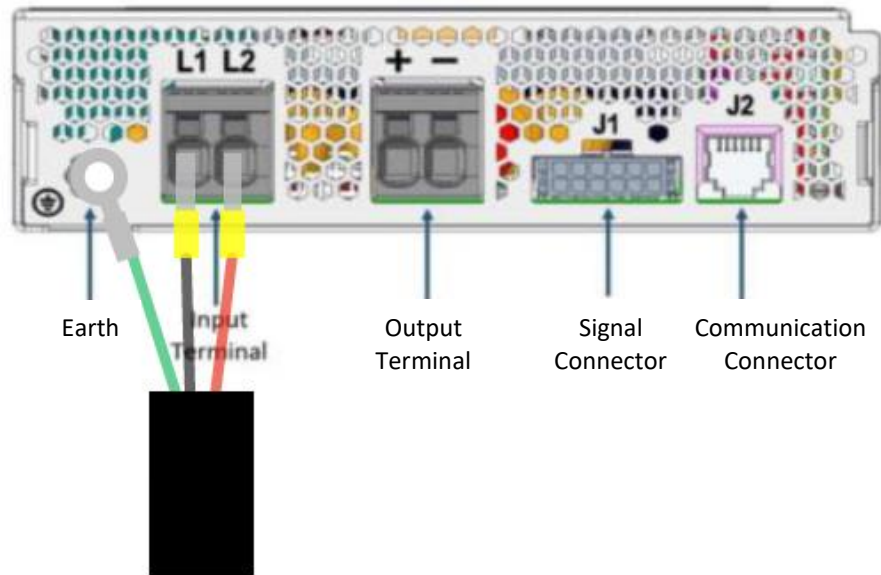 L1 L2
+ −
J1
J2
Earth
Input
Terminal
Output
Terminal
Signal
Connector
Communication
Connector